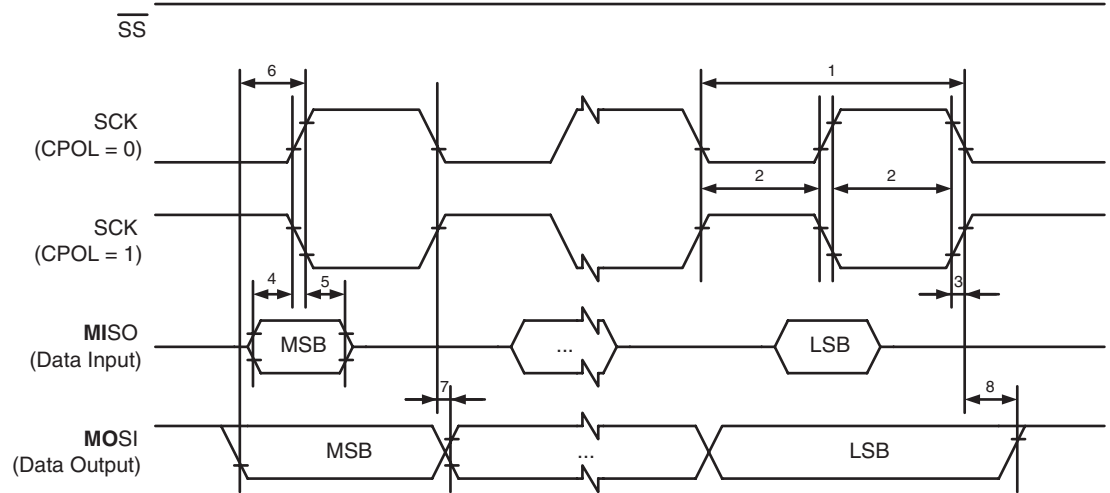 SS
6
1
SCK
(CPOL = 0)
2
2
SCK
(CPOL = 1)
4
5
3
MISO
(Data Input)
MSB
...
LSB
7
8
MOSI
(Data Output)
MSB
...
LSB